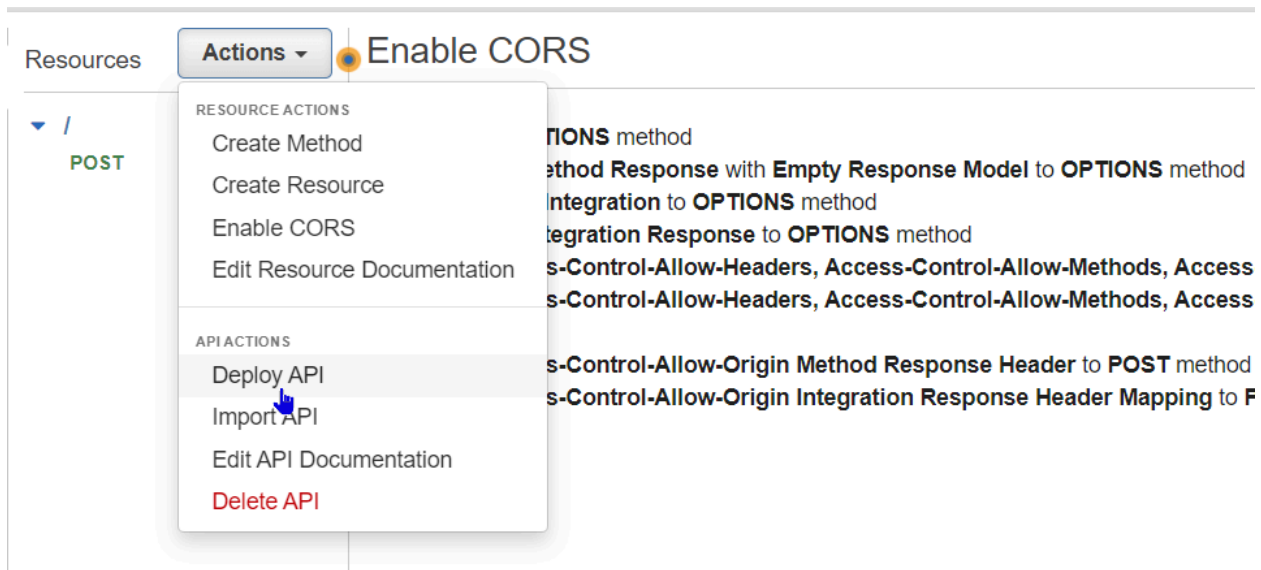 Resources
Actions
Enable CORS
/
POST
RESOURCE ACTIONS
Create Method
Create Resource
Enable CORS
Edit Resource Documentation
API ACTIONS
Deploy API
Import API
Edit API Documentation
Delete API
TIONS method
ethod Response with Empty Response Model to OPTIONS method
Integration to OPTIONS method
tegration Response to OPTIONS method
s-Control-Allow-Headers, Access-Control-Allow-Methods, Access
s-Control-Allow-Headers, Access-Control-Allow-Methods, Access
s-Control-Allow-Origin Method Response Header to POST method
s-Control-Allow-Origin Integration Response Header Mapping to